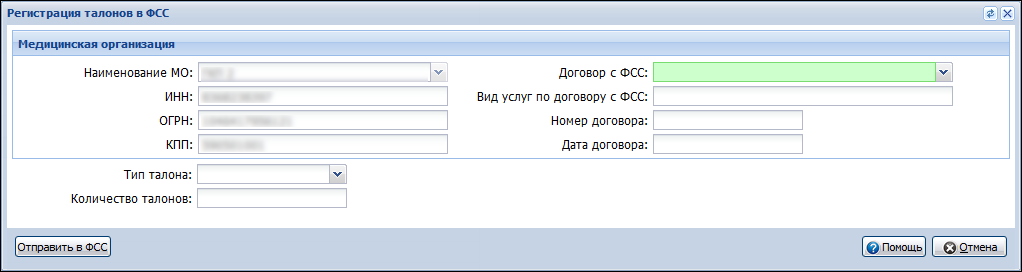 Регистрация талонов в ФСС
Медицинская организация
Наименование МО:
Договор с ФСС:
ИНН:
Вид услуг по договору с ФСС:
ОГРН:
Номер договора:
КПП:
Дата договора:
Тип талона:
Количество талонов:
Отправить в ФСС
Помощь
Отмена